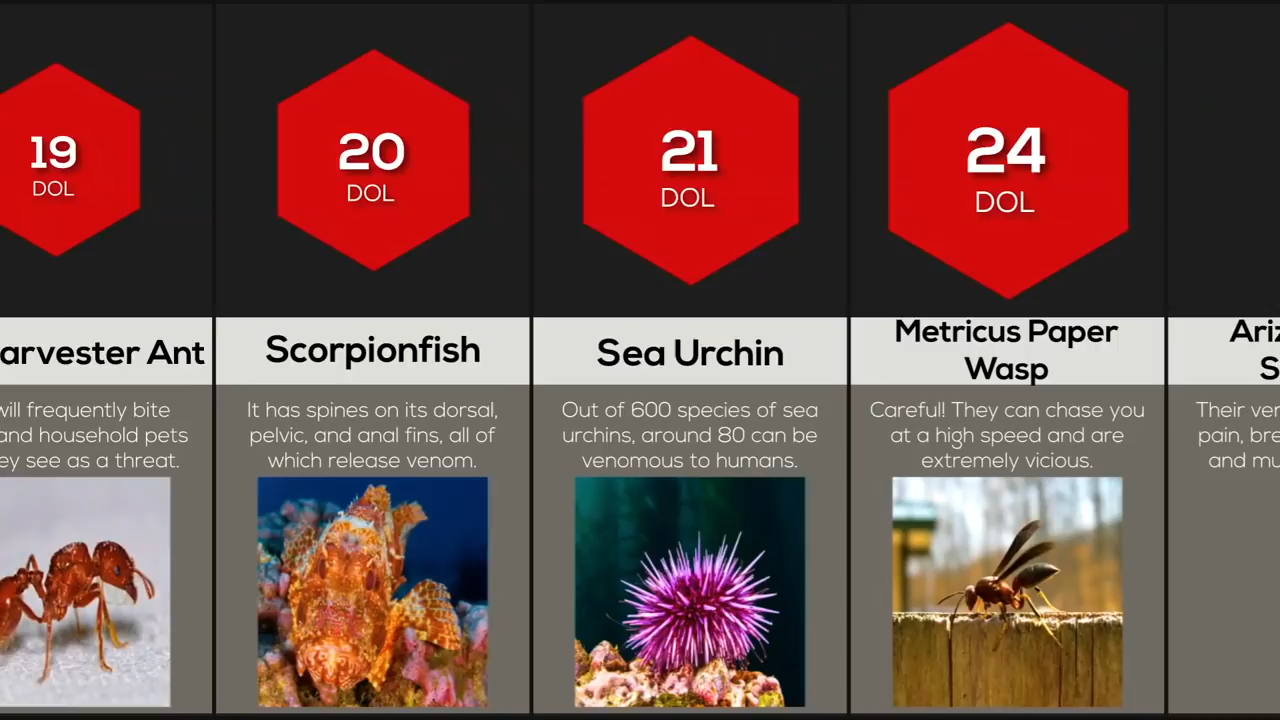 19
DOL
arvester Ant
will frequently bite
and household pets
ey see as a threat.
20
DOL
Scorpionfish
It has spines on its dorsal,
pelvic, and anal fins, all of
which release venom.
21
DOL
Sea Urchin
Out of 600 species of sea
urchins, around 80 can be
venomous to humans.
24
DOL
Metricus Paper
Wasp
Careful! They can chase you
at a high speed and are
extremely vicious.
Ariz
S
Their ver
pain, bre
and mu